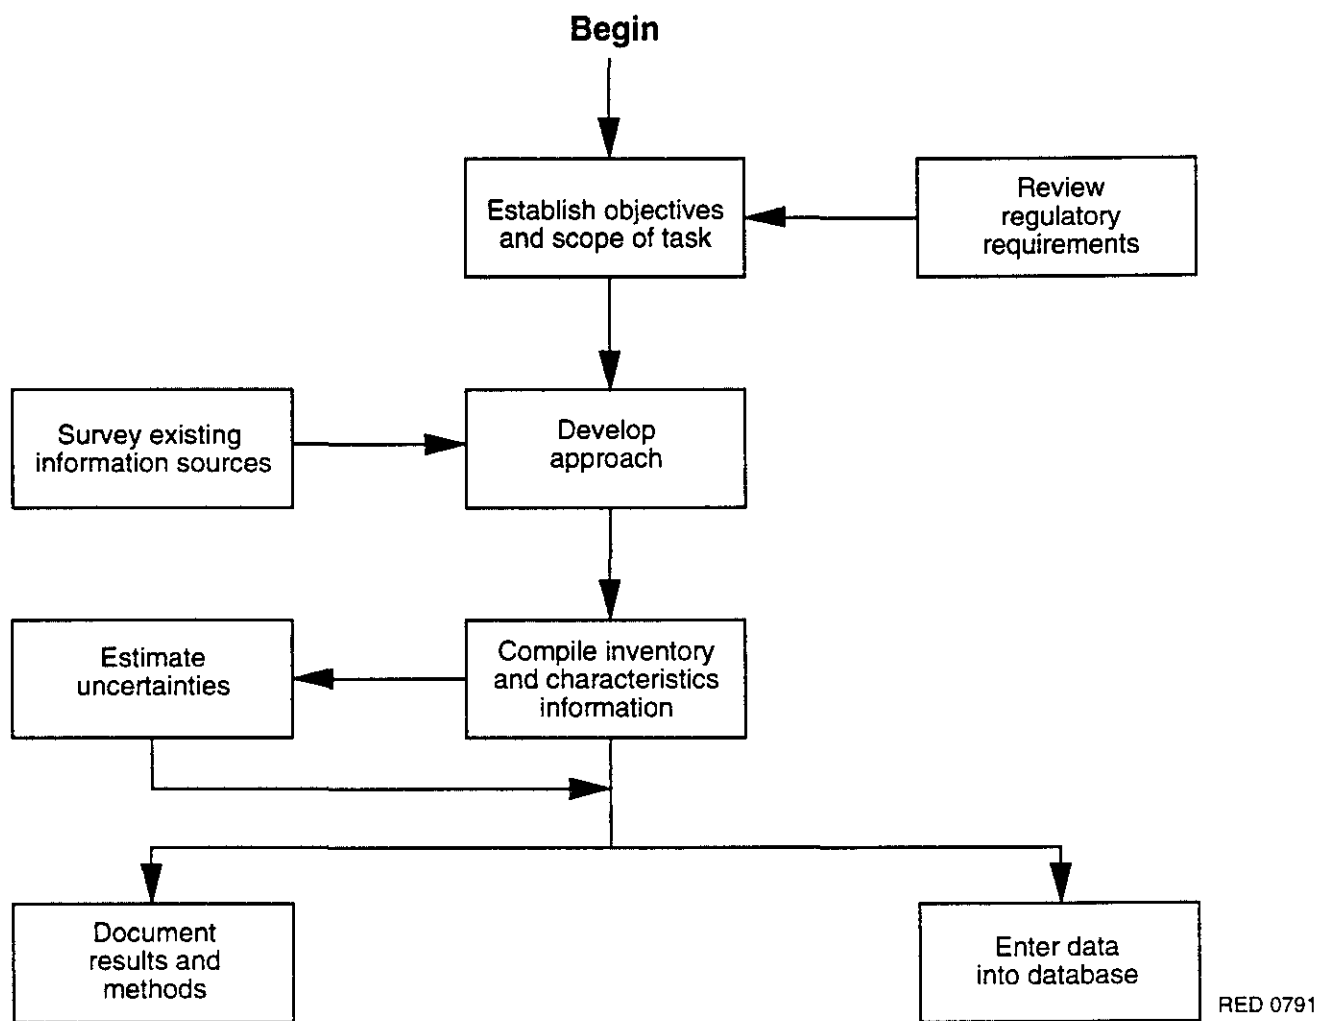 Begin
Establish objectives
and scope of task
Review
regulatory
requirements
Survey existing
information sources
Develop
approach
Estimate
uncertainties
Compile inventory
and characteristics
information
Document
results and
methods
Enter data
into database
RED 0791